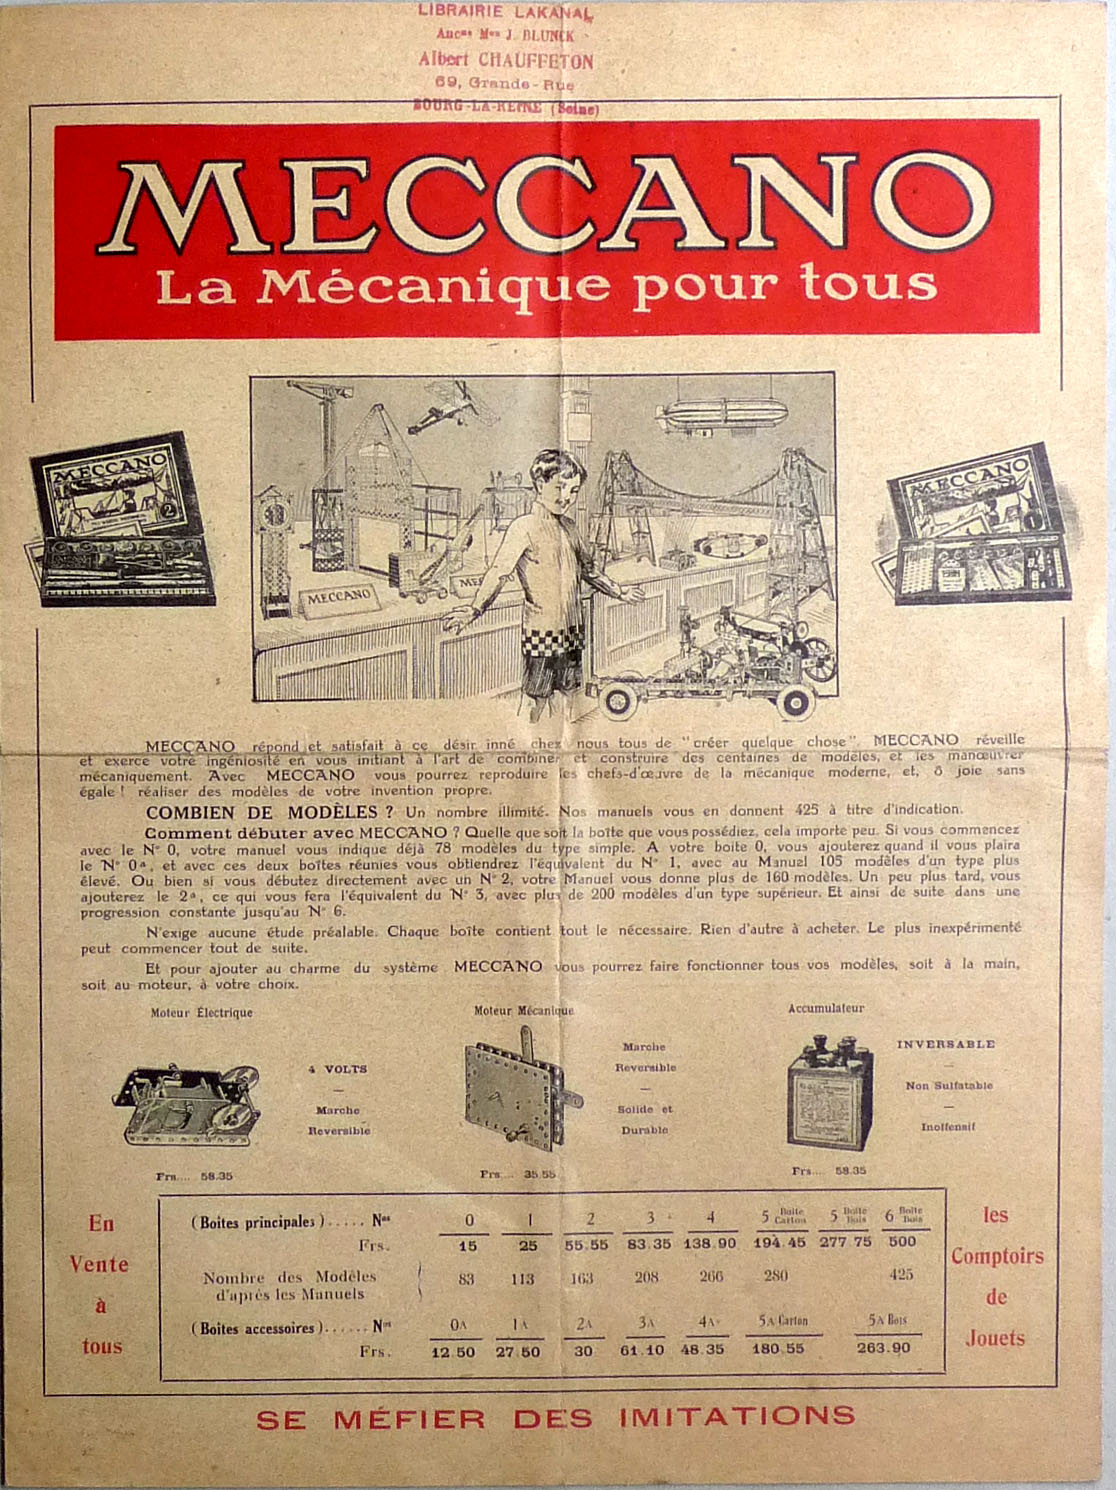 LIBRAIRIE LAKANAL
Ancne Mon J. BLUNCK
Albert CHAUFFETON
69, Grande-Rue
BOURG-LA-REINE (Seine)
MECCANO
La Mécanique pour tous
MECCANO
2
MECCANO
1
MECCANO
MECCANO
MECCANO répond et satisfait à ce désir inné chez nous tous de "créer quelque chose". MECCANO réveille
et exerce votre ingéniosité en vous initiant à l'art de combiner et construire des centaines de modèles, et les manœuvrer
mécaniquement. Avec MECCANO vous pourrez reproduire les chefs-d'œuvre de la mécanique moderne, et, ô joie sans
égale ! réaliser des modèles de votre invention propre.
COMBIEN DE MODÈLES ? Un nombre illimité. Nos manuels vous en donnent 425 à titre d'indication.
Comment débuter avec MECCANO ? Quelle que soit la boîte que vous possédiez, cela importe peu. Si vous commencez
avec le N° 0, votre manuel vous indique déjà 78 modèles du type simple. A votre boite 0, vous ajouterez quand il vous plaira
le N° 0ª, et avec ces deux boîtes réunies vous obtiendrez l'équivalent du N° 1, avec au Manuel 105 modèles d'un type plus
élevé. Ou bien si vous débutez directement avec un N° 2, votre Manuel vous donne plus de 160 modèles. Un peu plus tard, vous
ajouterez le 2ª, ce qui vous fera l'équivalent du N° 3, avec plus de 200 modèles d'un type supérieur. Et ainsi de suite dans une
progression constante jusqu'au N° 6.
N'exige aucune étude préalable. Chaque boîte contient tout le nécessaire. Rien d'autre à acheter. Le plus inexpérimenté
peut commencer tout de suite.
Et pour ajouter au charme du système MECCANO vous pourrez faire fonctionner tous vos modèles, soit à la main,
soit au moteur, à votre choix.
Moteur Électrique
4 VOLTS
—
Marche
Reversible
Frs.... 58.35
Moteur Mécanique
Marche
Reversible
—
Solide et
Durable
Frs.... 35.55
Accumulateur
INVERSABLE
—
Non Sulfatable
—
Inoffensif
Frs.... 58.35
En
Vente
à
tous
(Boites principales)..... Nos 0 1 2 3 4 5 Boîte Carton 5 Boîte Bois 6 Boîte Bois
Frs. 15 25 55.55 83.35 138.90 194.45 277.75 500
Nombre des Modèles
d'après les Manuels 83 113 163 208 266 280 425
(Boites accessoires)...... Nos 0A 1A 2A 3A 4A 5A Carton 5A Bois
Frs. 12.50 27.50 30 61.10 48.35 180.55 263.90
les
Comptoirs
de
Jouets
SE MÉFIER DES IMITATIONS